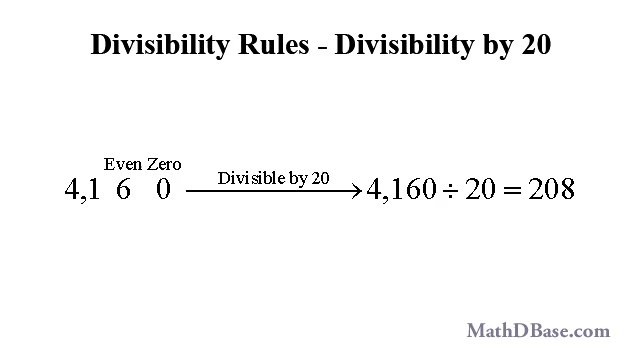 Divisibility Rules - Divisibility by 20
Even Zero
4,1 6 0 Divisible by 20 4,160 ÷ 20 = 208
MathDBase.com